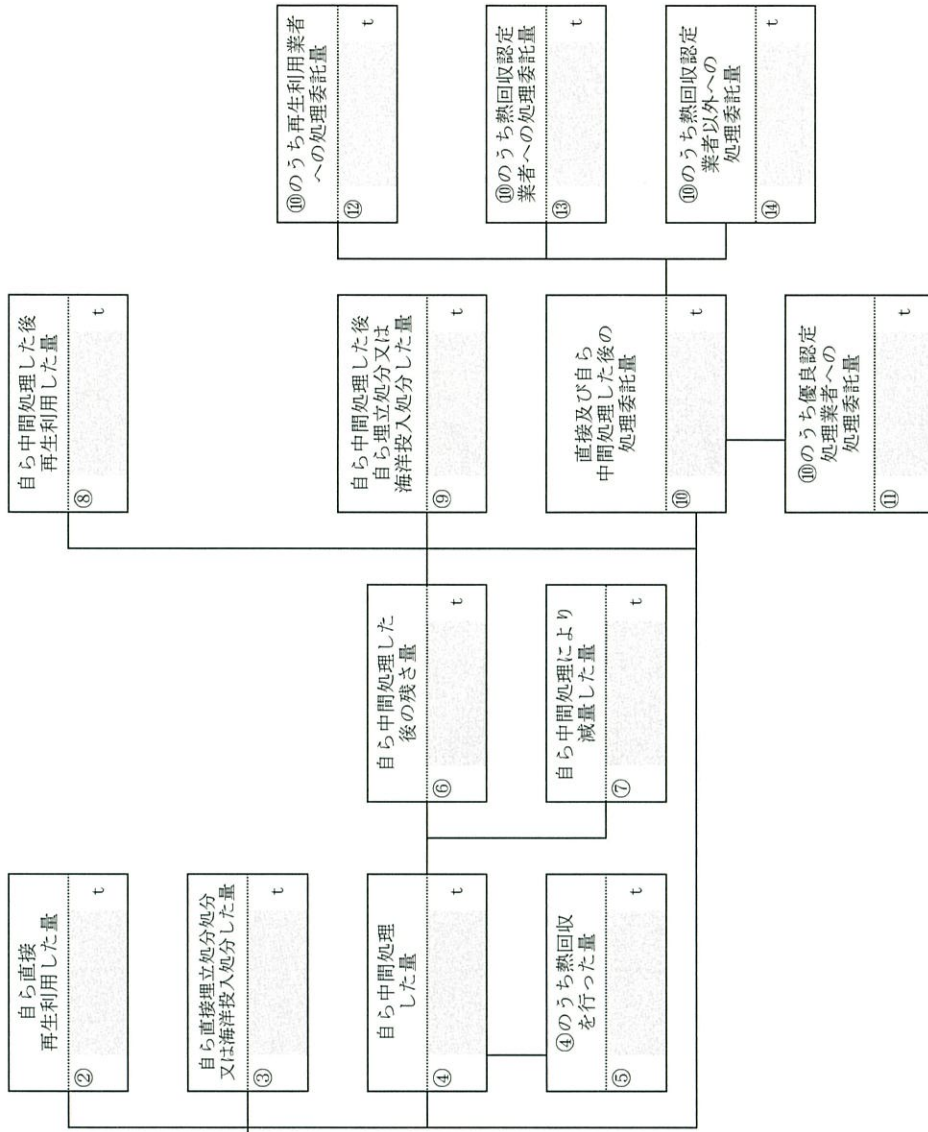 自ら直接
再生利用した量
②
t
自ら直接埋立処分処分
又は海洋投入処分した量
③
t
自ら中間処理
した量
④
t
④のうち熱回収
を行った量
⑤
t
自ら中間処理した
後の残さ量
⑥
t
自ら中間処理により
減量した量
⑦
t
自ら中間処理した後
再生利用した量
⑧
t
自ら中間処理した後
自ら埋立処分又は
海洋投入処分した量
⑨
t
直接及び自ら
中間処理した後の
処理委託量
⑩
t
⑩のうち優良認定
処理業者への
処理委託量
⑪
t
⑩のうち再生利用業者
への処理委託量
⑫
t
⑩のうち熱回収認定
業者への処理委託量
⑬
t
⑩のうち熱回収認定
業者以外への
処理委託量
⑭
t